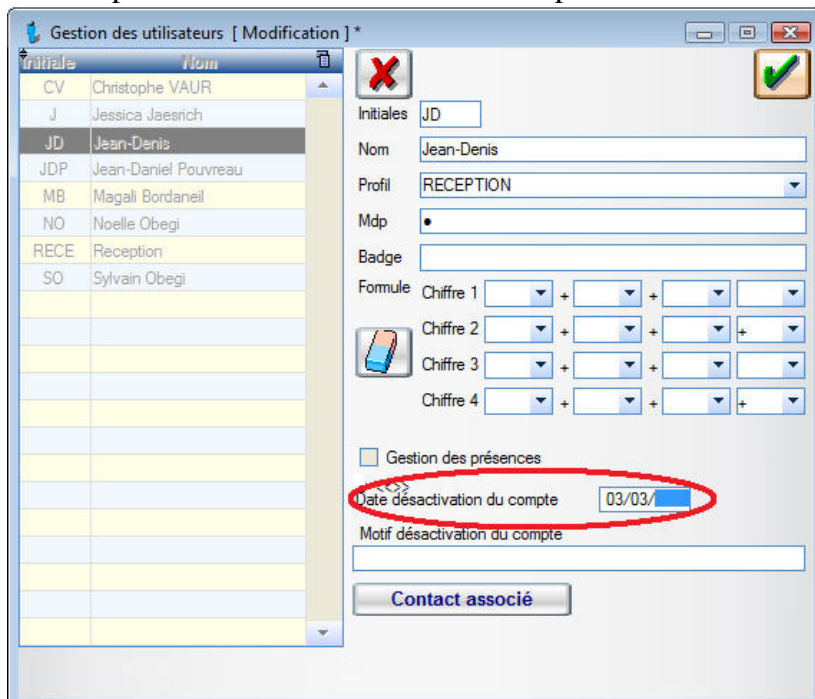 Gestion des utilisateurs [ Modification ] *
Initiale Nom
CV Christophe VAUR
J Jessica Jaesrich
JD Jean-Denis
JDP Jean-Daniel Pouvreau
MB Magali Bordaneil
NO Noelle Obegi
RECE Reception
SO Sylvain Obegi
Initiales JD
Nom Jean-Denis
Profil RECEPTION
Mdp •
Badge
Formule Chiffre 1 + +
Chiffre 2 + + +
Chiffre 3 + +
Chiffre 4 + + +
Gestion des présences
<<>>
Date désactivation du compte 03/03/
Motif désactivation du compte
Contact associé